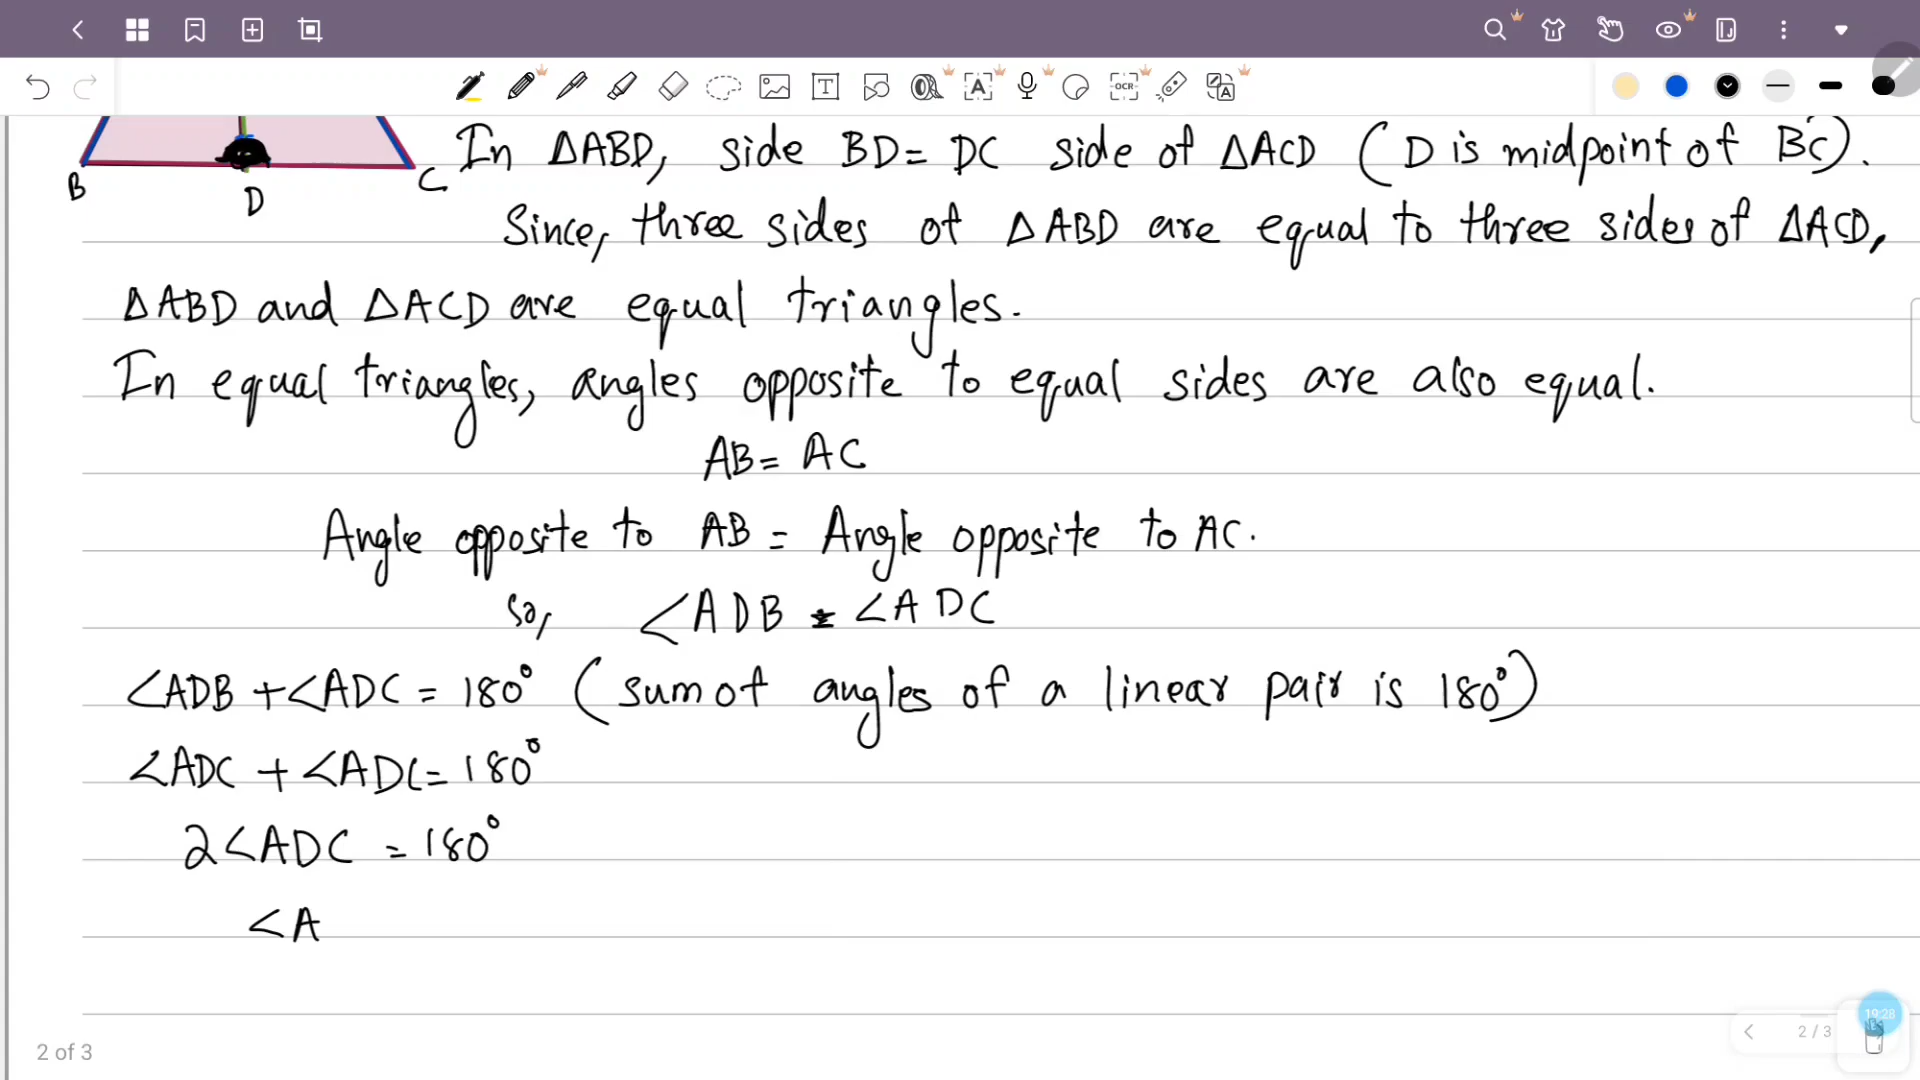 T
A
OCR
A
B
D
C
In ΔABD, side BD = DC side of ΔACD (D is midpoint of BC).
Since, three sides of ΔABD are equal to three sides of ΔACD,
ΔABD and ΔACD are equal triangles.
In equal triangles, angles opposite to equal sides are also equal.
AB = AC
Angle opposite to AB = Angle opposite to AC.
so, ∠ADB = ∠ADC
∠ADB + ∠ADC = 180° (sum of angles of a linear pair is 180°)
∠ADC + ∠ADC = 180°
2∠ADC = 180°
∠A
19:28
2 / 3
2 of 3